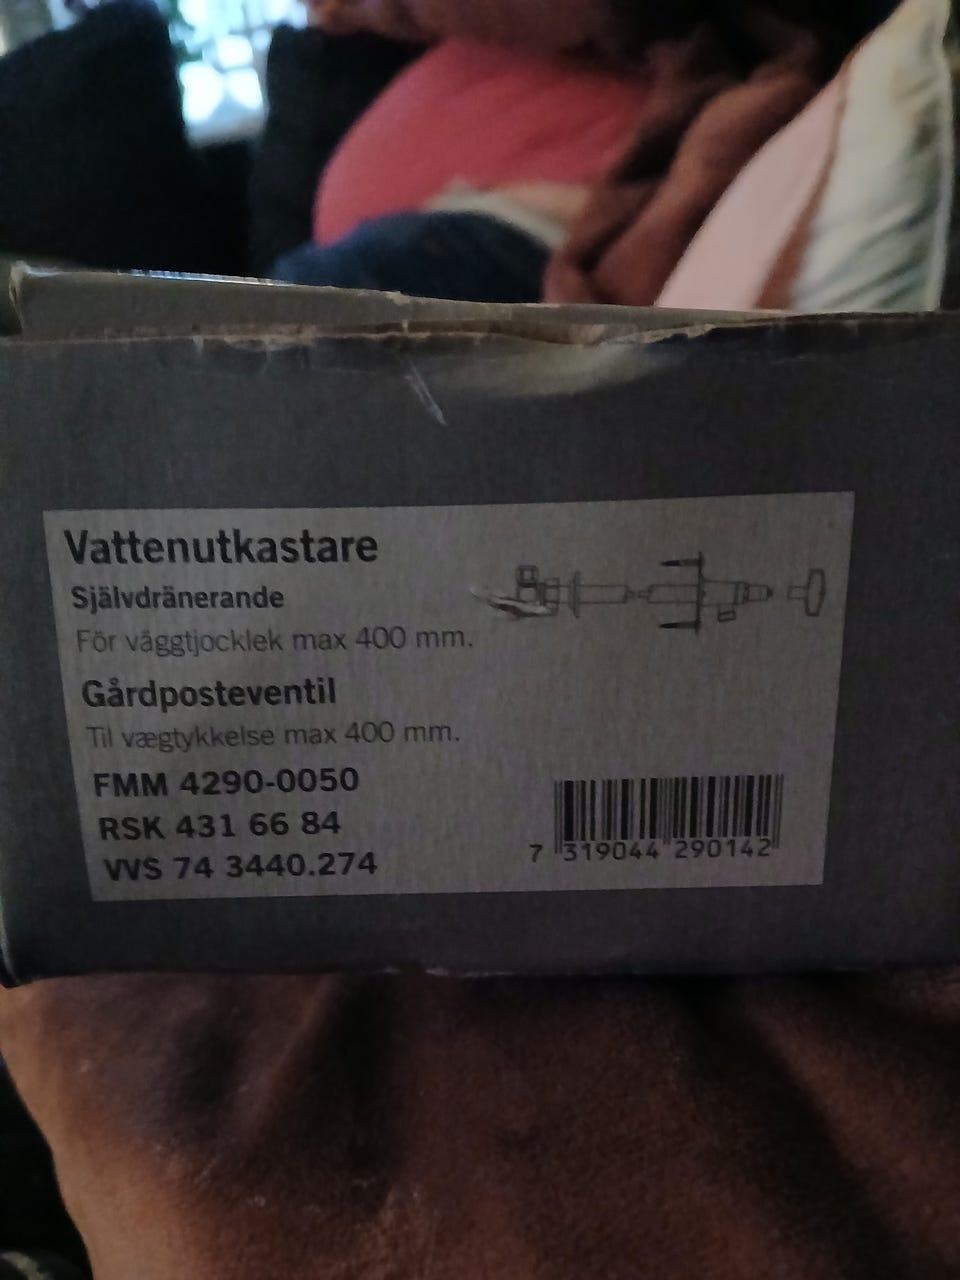 Vattenutkastare
Självdränerande
För väggtjocklek max 400 mm.
Gårdposteventil
Til vægtykkelse max 400 mm.
FMM 4290-0050
RSK 431 66 84
VVS 74 3440.274
7 319044 290142